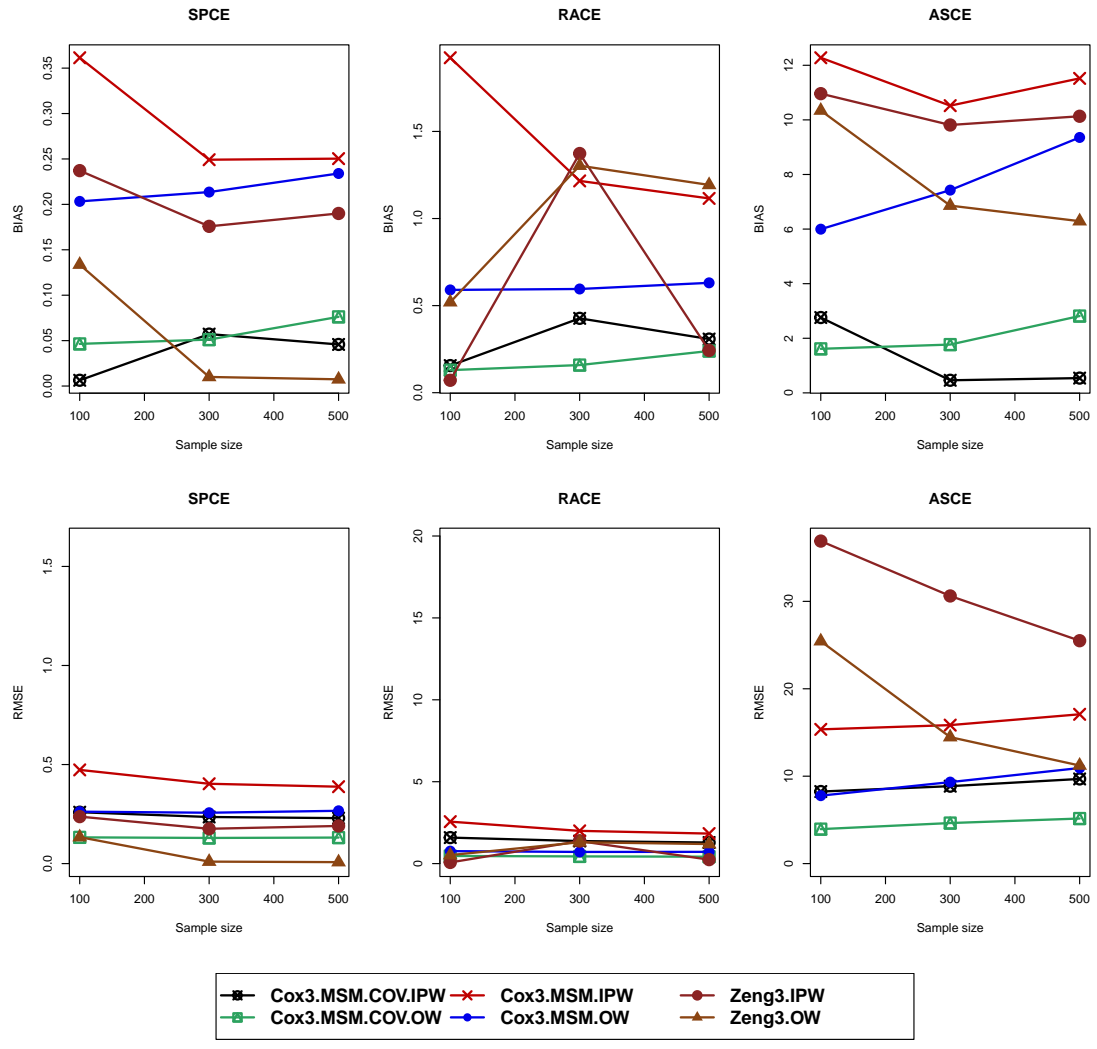 SPCE
RACE
ASCE
BIAS
0.00 0.05 0.10 0.15 0.20 0.25 0.30 0.35
100 200 300 400 500
Sample size
BIAS
0.0 0.5 1.0 1.5
100 200 300 400 500
Sample size
BIAS
0 2 4 6 8 10 12
100 200 300 400 500
Sample size
SPCE
RACE
ASCE
RMSE
0.0 0.5 1.0 1.5
100 200 300 400 500
Sample size
RMSE
0 5 10 15 20
100 200 300 400 500
Sample size
RMSE
0 10 20 30
100 200 300 400 500
Sample size
Cox3.MSM.COV.IPW Cox3.MSM.IPW Zeng3.IPW
Cox3.MSM.COV.OW Cox3.MSM.OW Zeng3.OW